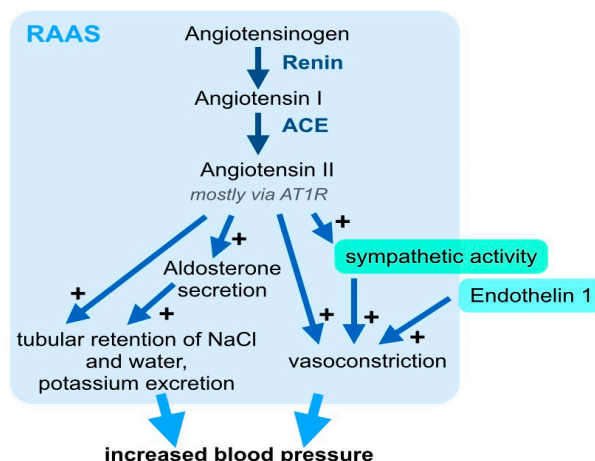 RAAS
Angiotensinogen
Renin
Angiotensin I
ACE
Angiotensin II
mostly via AT1R
+
+
sympathetic activity
+
Aldosterone
secretion
Endothelin 1
+
+
+
+
+
tubular retention of NaCl
and water,
potassium excretion
vasoconstriction
increased blood pressure